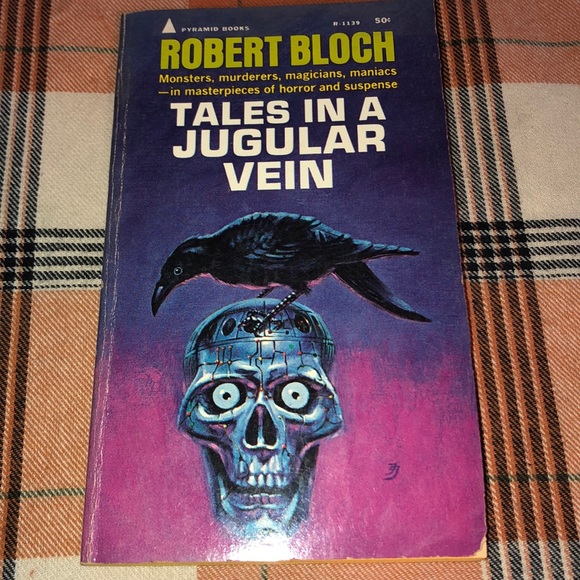 PYRAMID BOOKS R-1139 50¢
ROBERT BLOCH
Monsters, murderers, magicians, maniacs
—in masterpieces of horror and suspense
TALES IN A
JUGULAR
VEIN